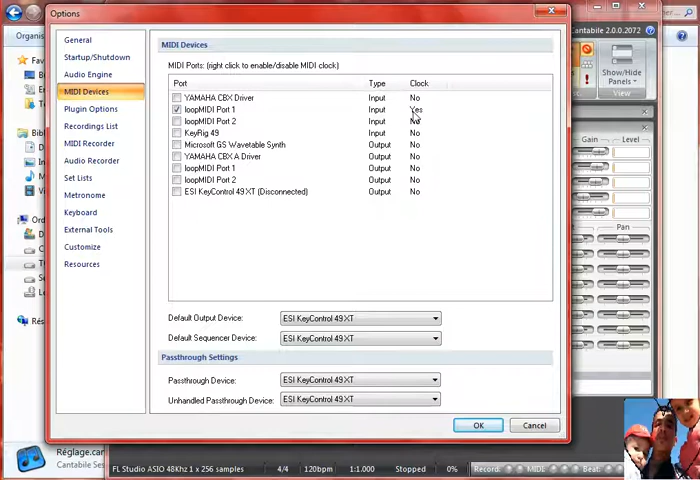 Options
Organis
General
Startup/Shutdown
Audio Engine
MIDI Devices
Plugin Options
Recordings List
MIDI Recorder
Audio Recorder
Set Lists
Metronome
Keyboard
External Tools
Customize
Resources
MIDI Devices
MIDI Ports: (right click to enable/disable MIDI clock)
Port Type Clock
YAMAHA CBX Driver Input No
loopMIDI Port 1 Input Yes
loopMIDI Port 2 Input No
KeyRig 49 Input No
Microsoft GS Wavetable Synth Output No
YAMAHA CBX A Driver Output No
loopMIDI Port 1 Output No
loopMIDI Port 2 Output No
ESI KeyControl 49 XT (Disconnected) Output No
Default Output Device: ESI KeyControl 49 XT
Default Sequencer Device: ESI KeyControl 49 XT
Passthrough Settings
Passthrough Device: ESI KeyControl 49 XT
Unhandled Passthrough Device: ESI KeyControl 49 XT
OK Cancel
Cantabile 2.0.0.2072
Show/Hide
Panels
Gain Level
Pan
Réglage.can
Cantabile Ses
FL Studio ASIO 48Khz 1 x 256 samples 4/4 120bpm 1:1.000 Stopped 0% Record: MIDI Beat: